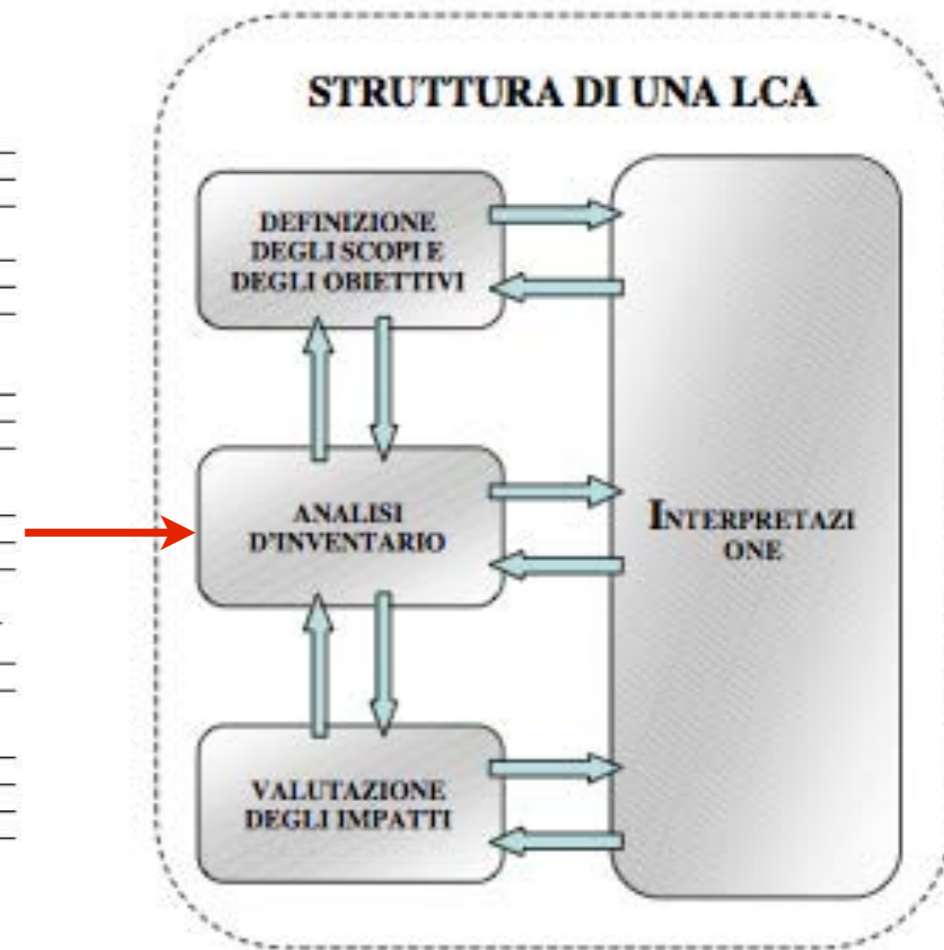 STRUTTURA DI UNA LCA
DEFINIZIONE
DEGLI SCOPI E
DEGLI OBIETTIVI
ANALISI
D'INVENTARIO
INTERPRETAZI
ONE
VALUTAZIONE
DEGLI IMPATTI